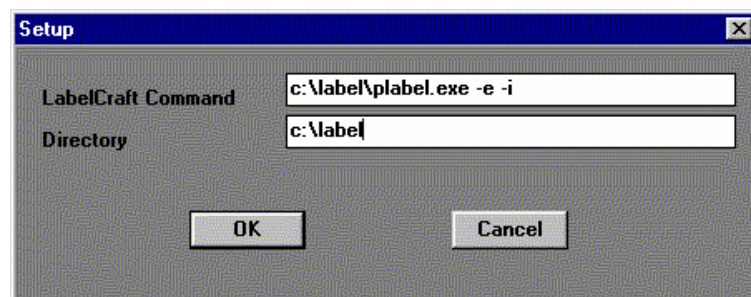 Setup
LabelCraft Command c:\label\plabel.exe -e -i
Directory c:\label
OK Cancel